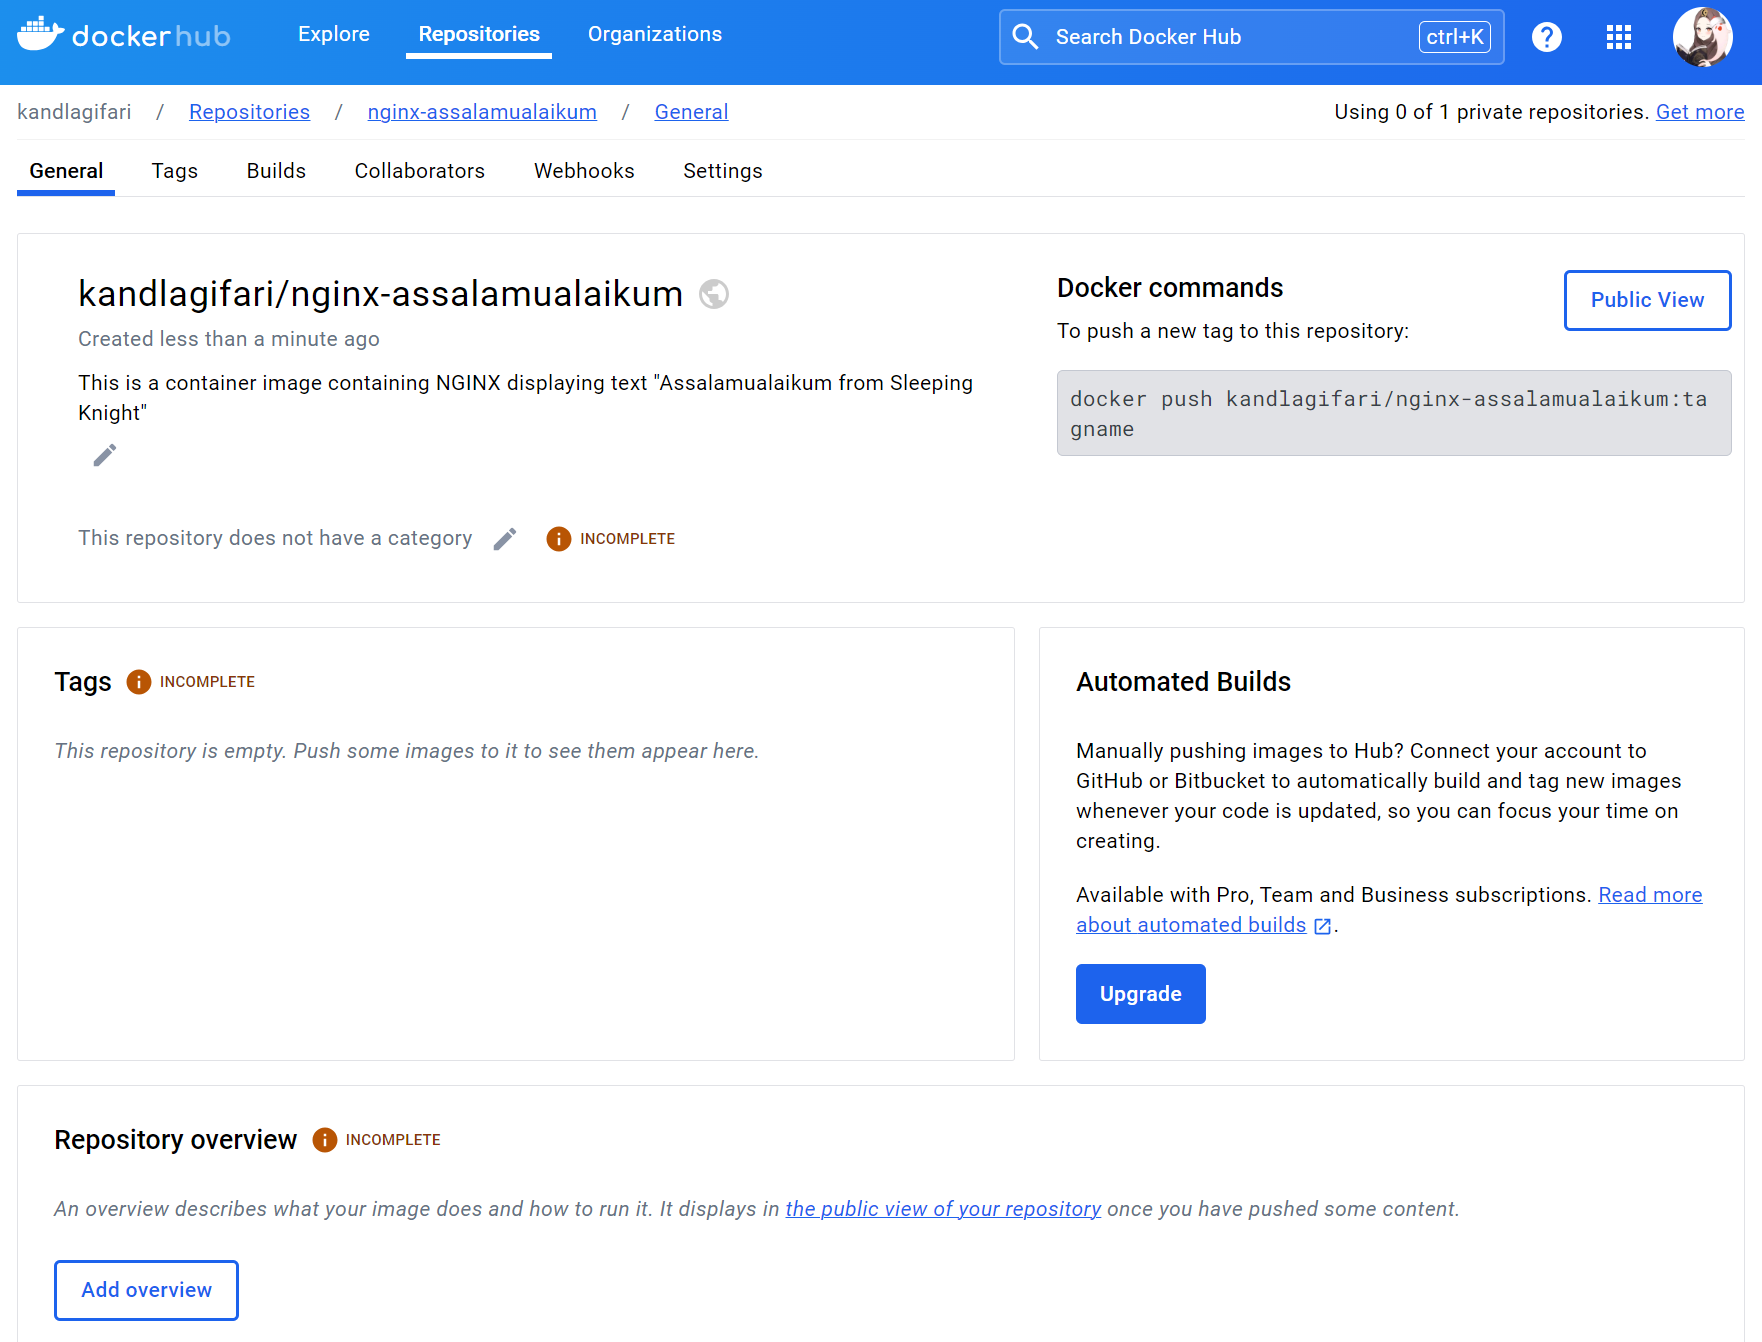 dockerhub
Explore
Repositories
Organizations
Search Docker Hub
ctrl+K
?
kandlagifari / Repositories / nginx-assalamualaikum / General
Using 0 of 1 private repositories. Get more
General
Tags
Builds
Collaborators
Webhooks
Settings
kandlagifari/nginx-assalamualaikum
Created less than a minute ago
This is a container image containing NGINX displaying text "Assalamualaikum from Sleeping
Knight"
This repository does not have a category
INCOMPLETE
Docker commands
Public View
To push a new tag to this repository:
docker push kandlagifari/nginx-assalamualaikum:ta
gname
Tags
INCOMPLETE
This repository is empty. Push some images to it to see them appear here.
Automated Builds
Manually pushing images to Hub? Connect your account to
GitHub or Bitbucket to automatically build and tag new images
whenever your code is updated, so you can focus your time on
creating.
Available with Pro, Team and Business subscriptions. Read more
about automated builds .
Upgrade
Repository overview
INCOMPLETE
An overview describes what your image does and how to run it. It displays in the public view of your repository once you have pushed some content.
Add overview